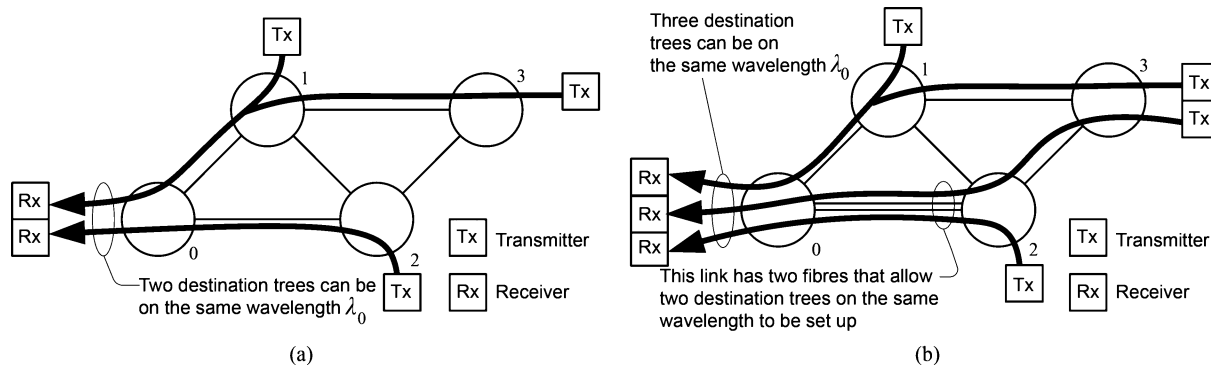 Tx
1
3
Tx
Rx
Rx
0
2
Tx
Two destination trees can be
on the same wavelength λ0
Tx Transmitter
Rx Receiver
(a)
Three destination
trees can be on
the same wavelength λ0
Tx
1
3
Tx
Tx
Rx
Rx
Rx
0
2
Tx
This link has two fibres that allow
two destination trees on the same
wavelength to be set up
Tx Transmitter
Rx Receiver
(b)